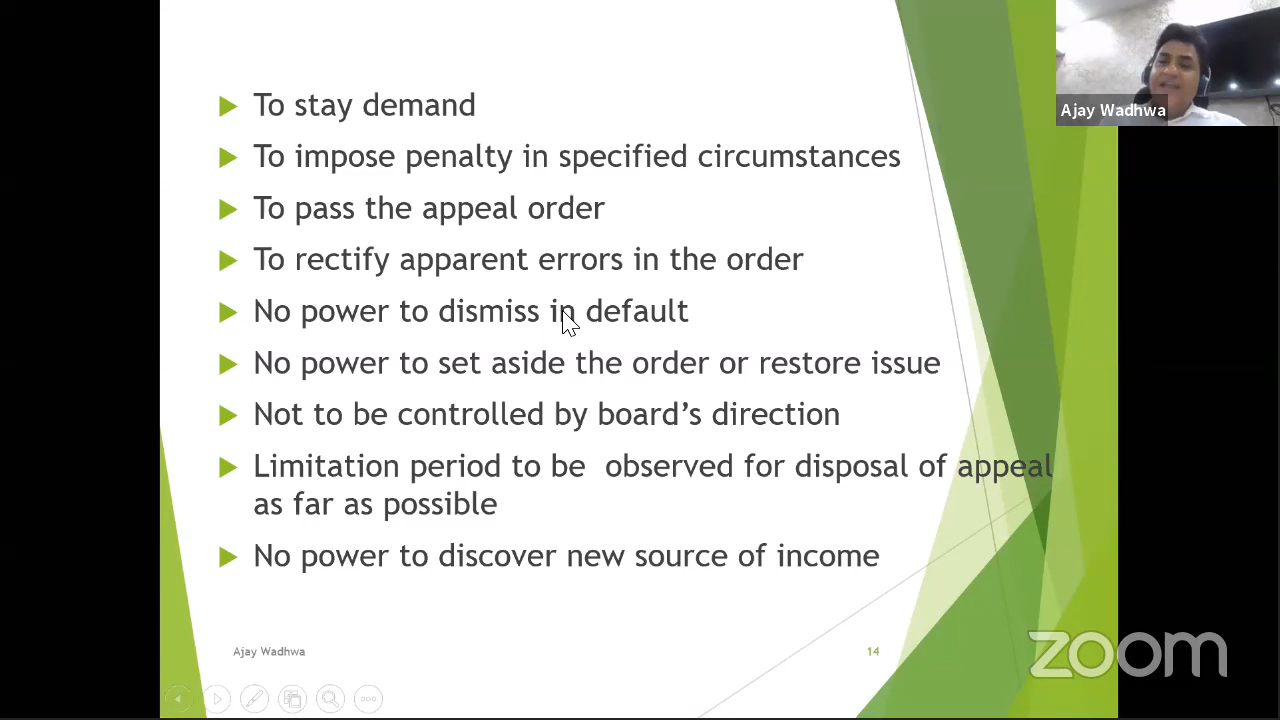 To stay demand
To impose penalty in specified circumstances
To pass the appeal order
To rectify apparent errors in the order
No power to dismiss in default
No power to set aside the order or restore issue
Not to be controlled by board's direction
Limitation period to be  observed for disposal of appeal
as far as possible
No power to discover new source of income
Ajay Wadhwa
14
Ajay Wadhwa
zoom